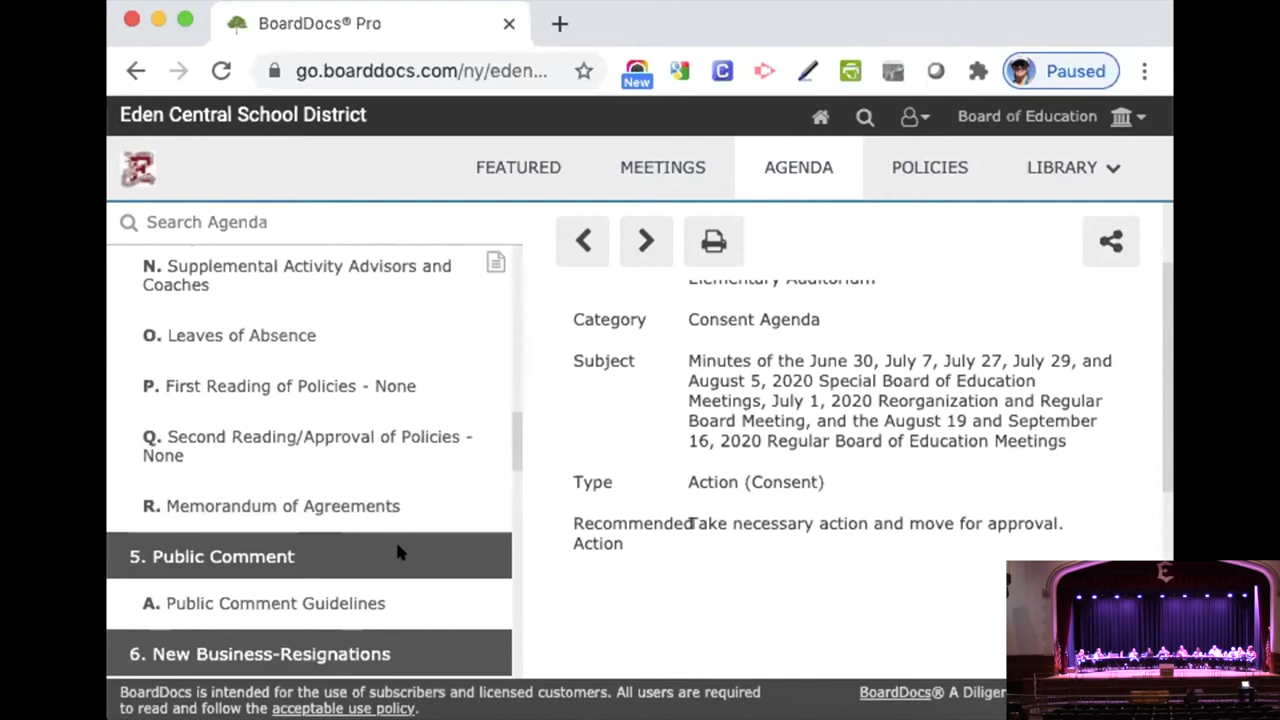 BoardDocs® Pro
go.boarddocs.com/ny/eden...
New
Paused
Eden Central School District
Board of Education
FEATURED
MEETINGS
AGENDA
POLICIES
LIBRARY
Search Agenda
N. Supplemental Activity Advisors and
Coaches
O. Leaves of Absence
P. First Reading of Policies - None
Q. Second Reading/Approval of Policies -
None
R. Memorandum of Agreements
5. Public Comment
A. Public Comment Guidelines
6. New Business-Resignations
Elementary Auditorium
Category
Consent Agenda
Subject
Minutes of the June 30, July 7, July 27, July 29, and
August 5, 2020 Special Board of Education
Meetings, July 1, 2020 Reorganization and Regular
Board Meeting, and the August 19 and September
16, 2020 Regular Board of Education Meetings
Type
Action (Consent)
Recommended
Action
Take necessary action and move for approval.
BoardDocs is intended for the use of subscribers and licensed customers. All users are required
to read and follow the acceptable use policy.
BoardDocs® A Diligen
E